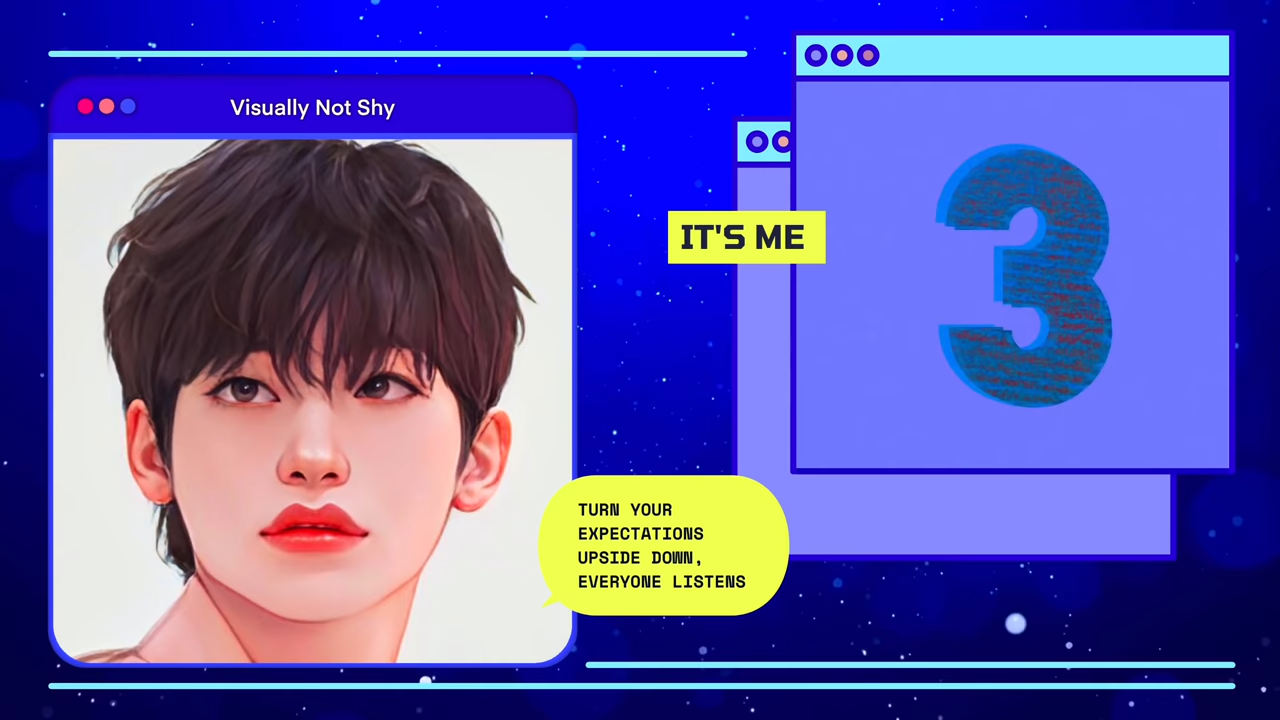 Visually Not Shy
IT'S ME
3
TURN YOUR
EXPECTATIONS
UPSIDE DOWN,
EVERYONE LISTENS